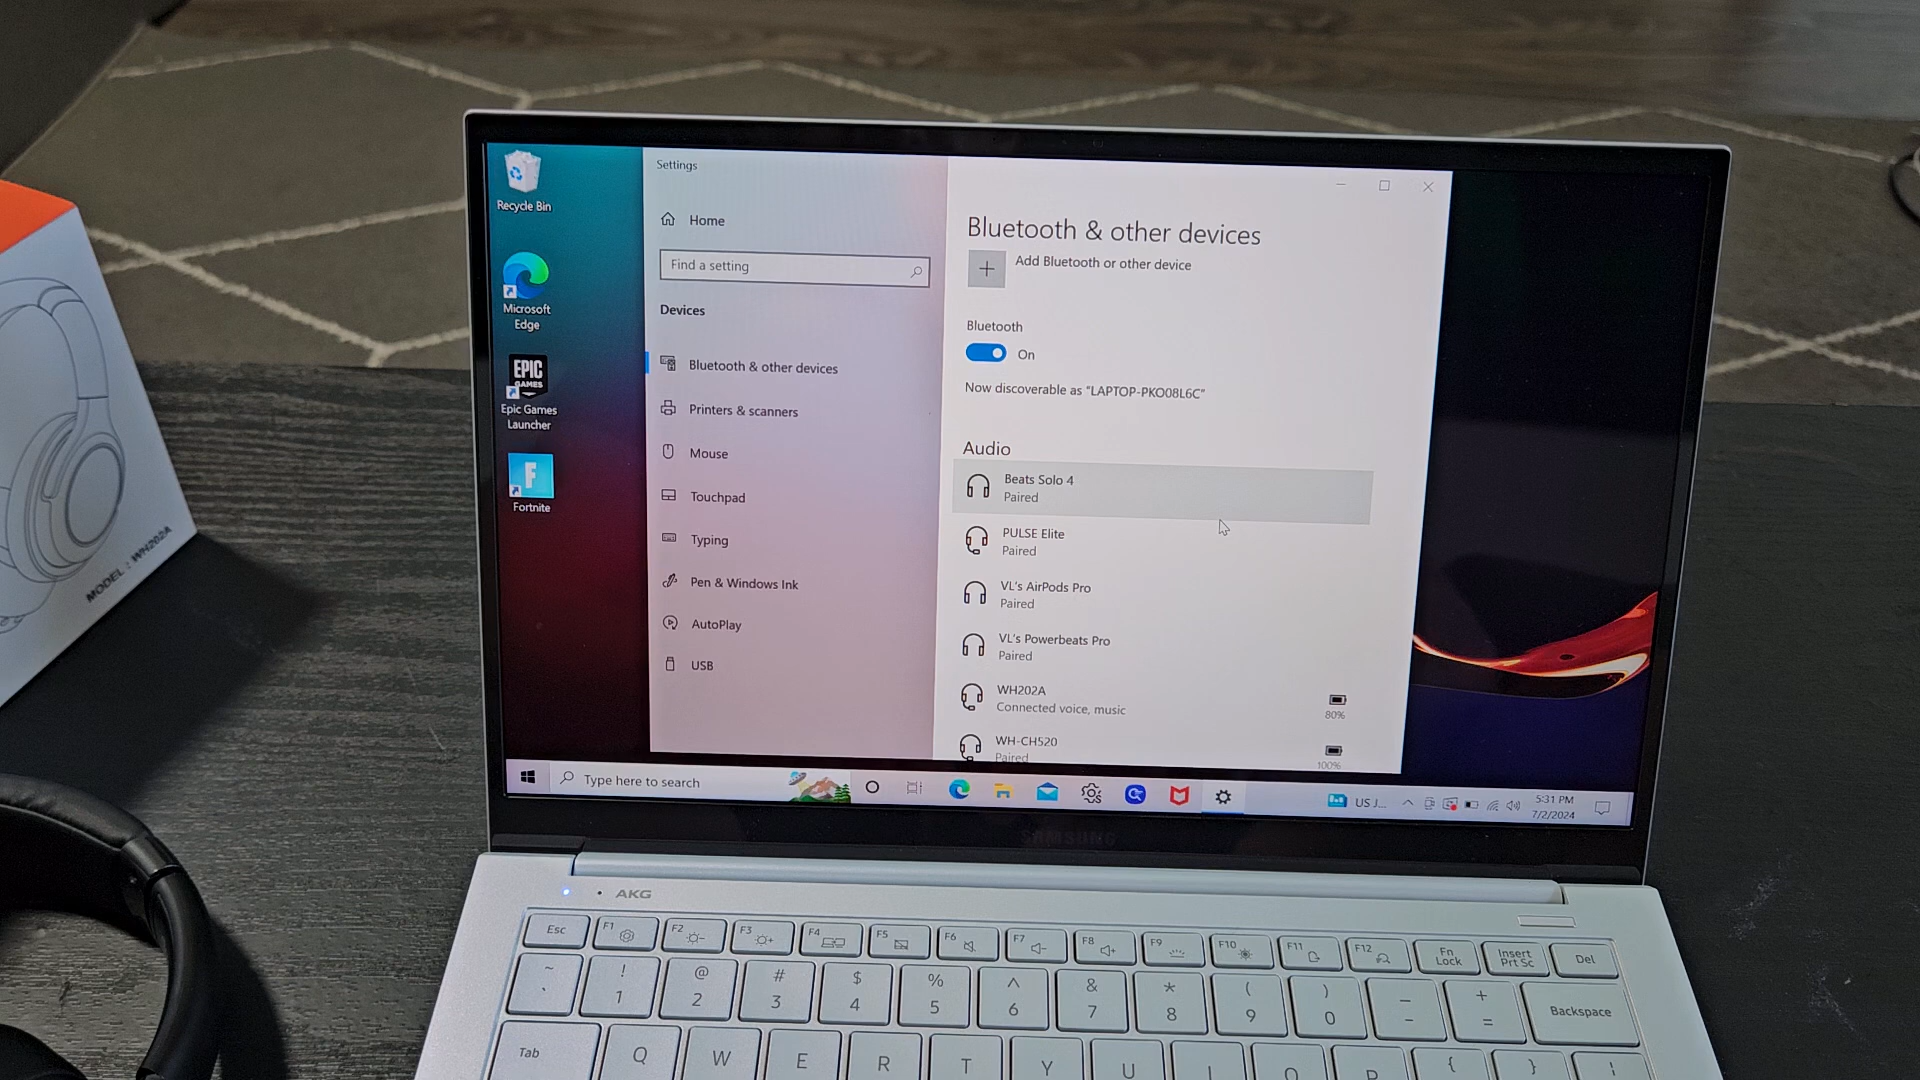 MODEL : WH202A
Recycle Bin
Microsoft
Edge
EPIC
GAMES
Epic Games
Launcher
F
Fortnite
Settings
Home
Find a setting
Devices
Bluetooth & other devices
Printers & scanners
Mouse
Touchpad
Typing
Pen & Windows Ink
AutoPlay
USB
Bluetooth & other devices
Add Bluetooth or other device
Bluetooth
On
Now discoverable as "LAPTOP-PKO08L6C"
Audio
Beats Solo 4
Paired
PULSE Elite
Paired
VL's AirPods Pro
Paired
VL's Powerbeats Pro
Paired
WH202A
Connected voice, music
80%
WH-CH520
Paired
100%
Type here to search
US J...
5:31 PM
7/2/2024
SAMSUNG
AKG
Esc F1 F2 F3 F4 F5 F6 F7 F8 F9 F10 F11 F12 Fn Lock Insert Prt Sc Del
~ ` ! 1 @ 2 # 3 $ 4 % 5 ^ 6 & 7 * 8 ( 9 ) 0 _ - + = Backspace
Tab Q W E R T Y U I O P { }